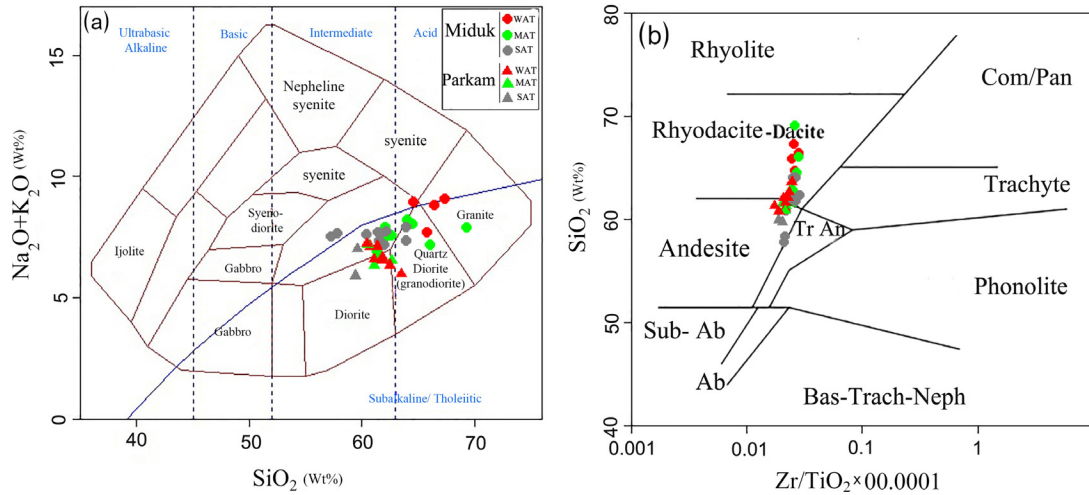 (a)
Ultrabasic
Alkaline
Basic
Intermediate
Acid
Miduk
WAT
MAT
SAT
Parkam
WAT
MAT
SAT
Nepheline
syenite
syenite
syenite
Syeno-
diorite
Ijolite
Gabbro
Granite
Quartz
Diorite
(granodiorite)
Gabbro
Diorite
Subalkaline/ Tholeiitic
Na2O+K2O (Wt%)
15
10
5
0
40
50
60
70
SiO2 (Wt%)
(b)
Rhyolite
Com/Pan
Rhyodacite-Dacite
Trachyte
Tr An
Andesite
Phonolite
Sub- Ab
Ab
Bas-Trach-Neph
SiO2 (Wt%)
80
70
60
50
40
0.001
0.01
0.1
1
Zr/TiO2×00.0001